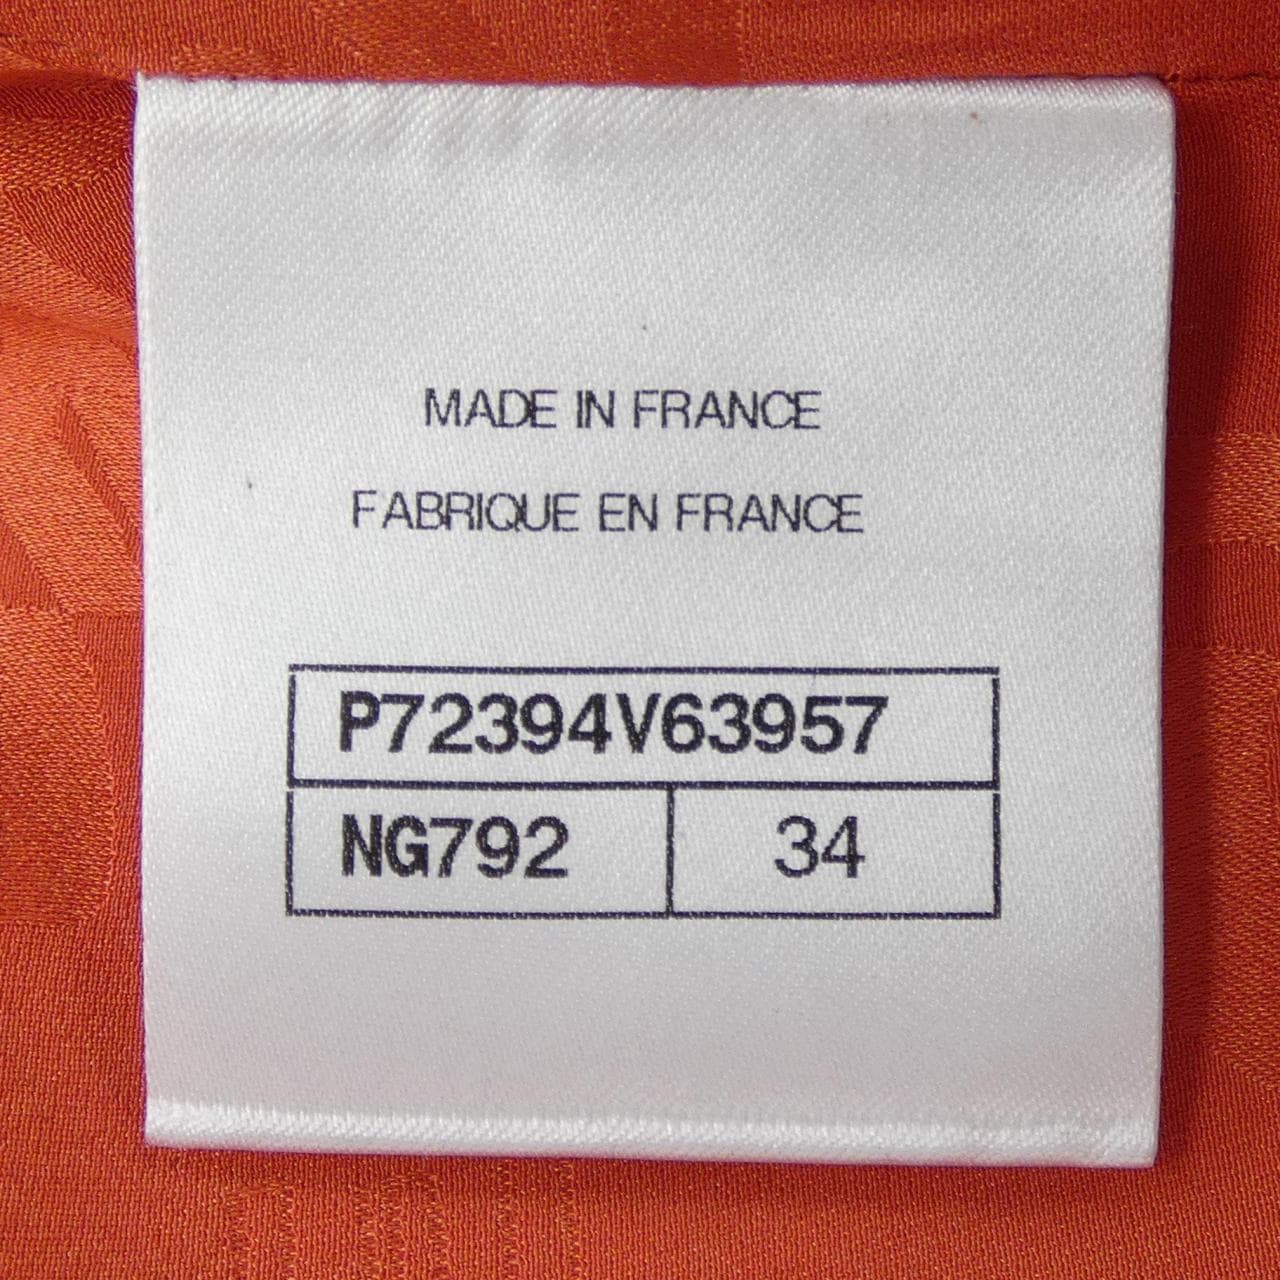 MADE IN FRANCE
FABRIQUE EN FRANCE
P72394V63957
NG792 34